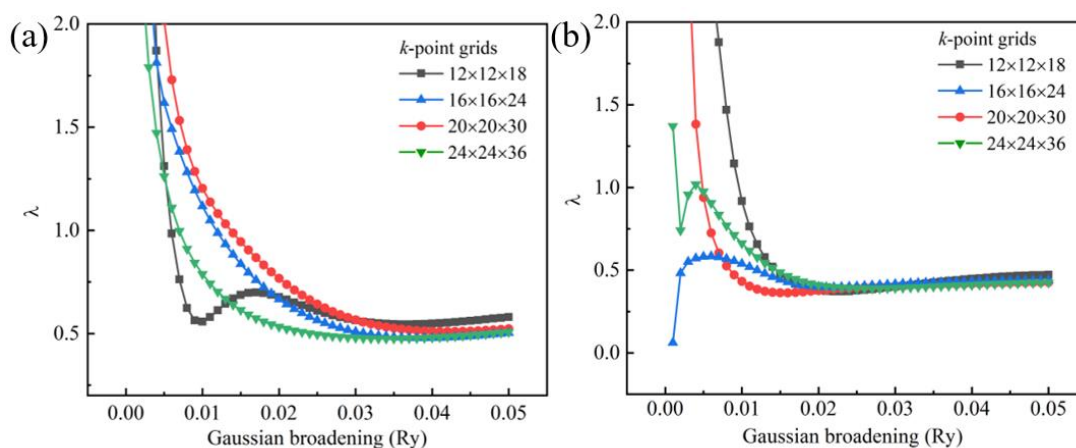 (a)
2.0
1.5
1.0
0.5
λ
k-point grids
12×12×18
16×16×24
20×20×30
24×24×36
0.00 0.01 0.02 0.03 0.04 0.05
Gaussian broadening (Ry)
(b)
2.0
1.5
1.0
0.5
0.0
λ
k-point grids
12×12×18
16×16×24
20×20×30
24×24×36
0.00 0.01 0.02 0.03 0.04 0.05
Gaussian broadening (Ry)